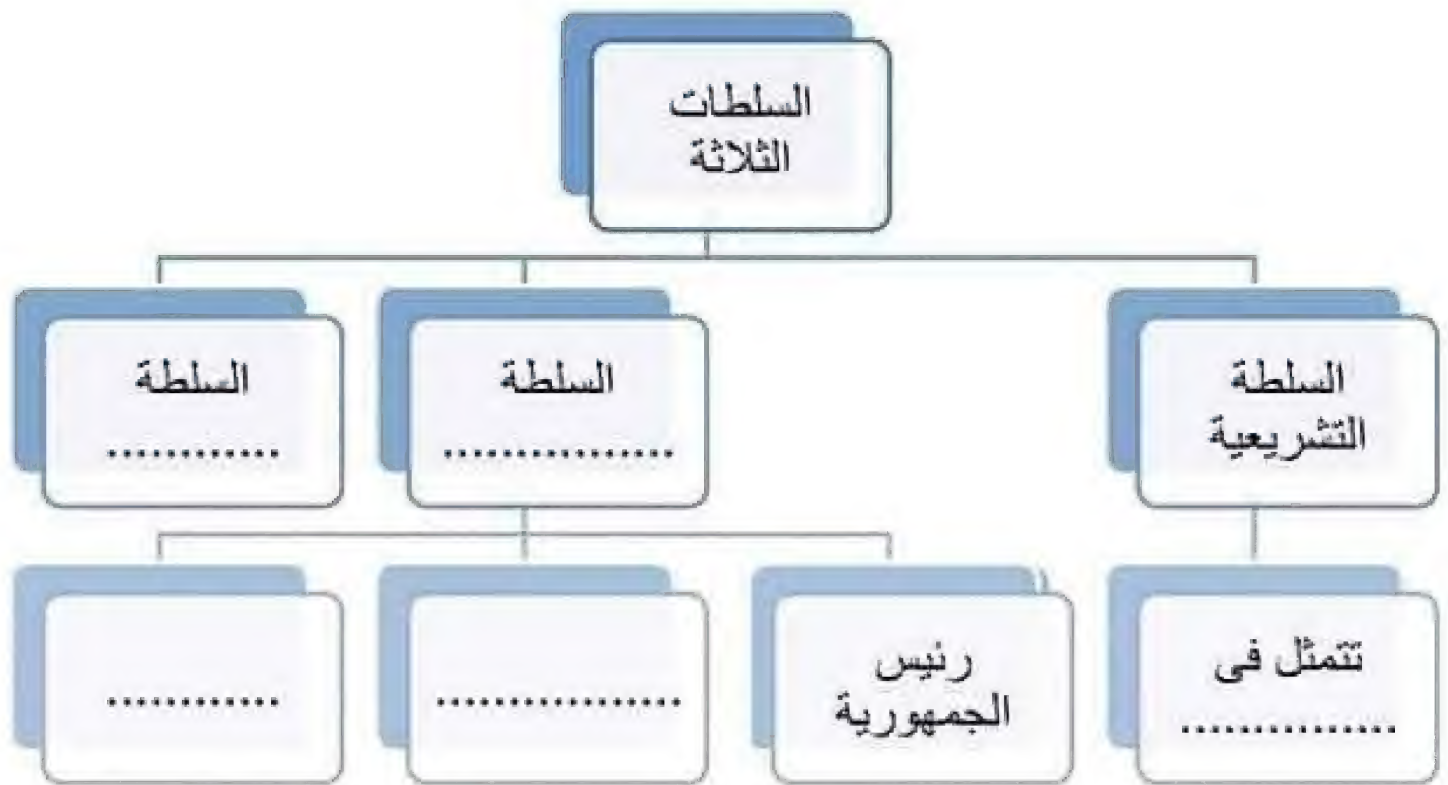 السلطات
الثلاثة
السلطة
التشريعية
السلطة
...............
السلطة
............
تتمثل فى
...............
رئيس
الجمهورية
.................
............